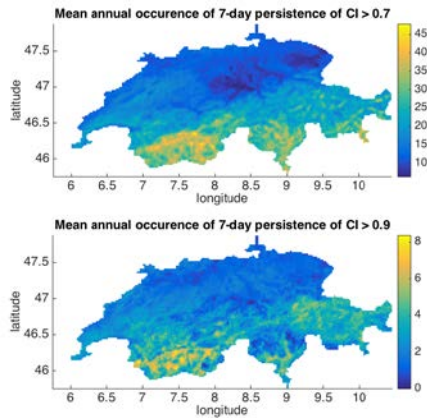 Mean annual occurence of 7-day persistence of CI > 0.7
47.5
47
46.5
46
latitude
6 6.5 7 7.5 8 8.5 9 9.5 10
longitude
45
40
35
30
25
20
15
10
Mean annual occurence of 7-day persistence of CI > 0.9
47.5
47
46.5
46
latitude
6 6.5 7 7.5 8 8.5 9 9.5 10
longitude
8
6
4
2
0